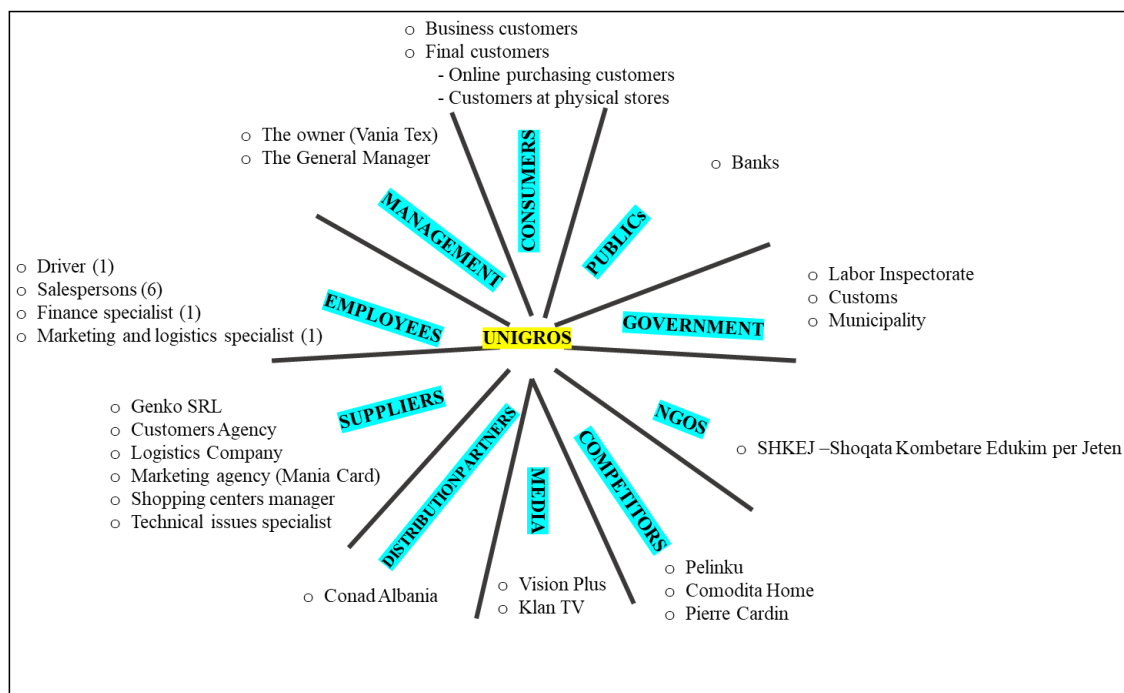 ○ Business customers
○ Final customers
- Online purchasing customers
- Customers at physical stores
○ The owner (Vania Tex)
○ The General Manager
○ Banks
CONSUMERS
MANAGEMENT
PUBLICs
○ Driver (1)
○ Salespersons (6)
○ Finance specialist (1)
○ Marketing and logistics specialist (1)
EMPLOYEES
UNIGROS
GOVERNMENT
○ Labor Inspectorate
○ Customs
○ Municipality
SUPPLIERS
○ Genko SRL
○ Customers Agency
○ Logistics Company
○ Marketing agency (Mania Card)
○ Shopping centers manager
○ Technical issues specialist
DISTRIBUTIONPARTNERS
○ Conad Albania
MEDIA
○ Vision Plus
○ Klan TV
COMPETITORS
○ Pelinku
○ Comodita Home
○ Pierre Cardin
NGOS
○ SHKEJ –Shoqata Kombetare Edukim per Jeten